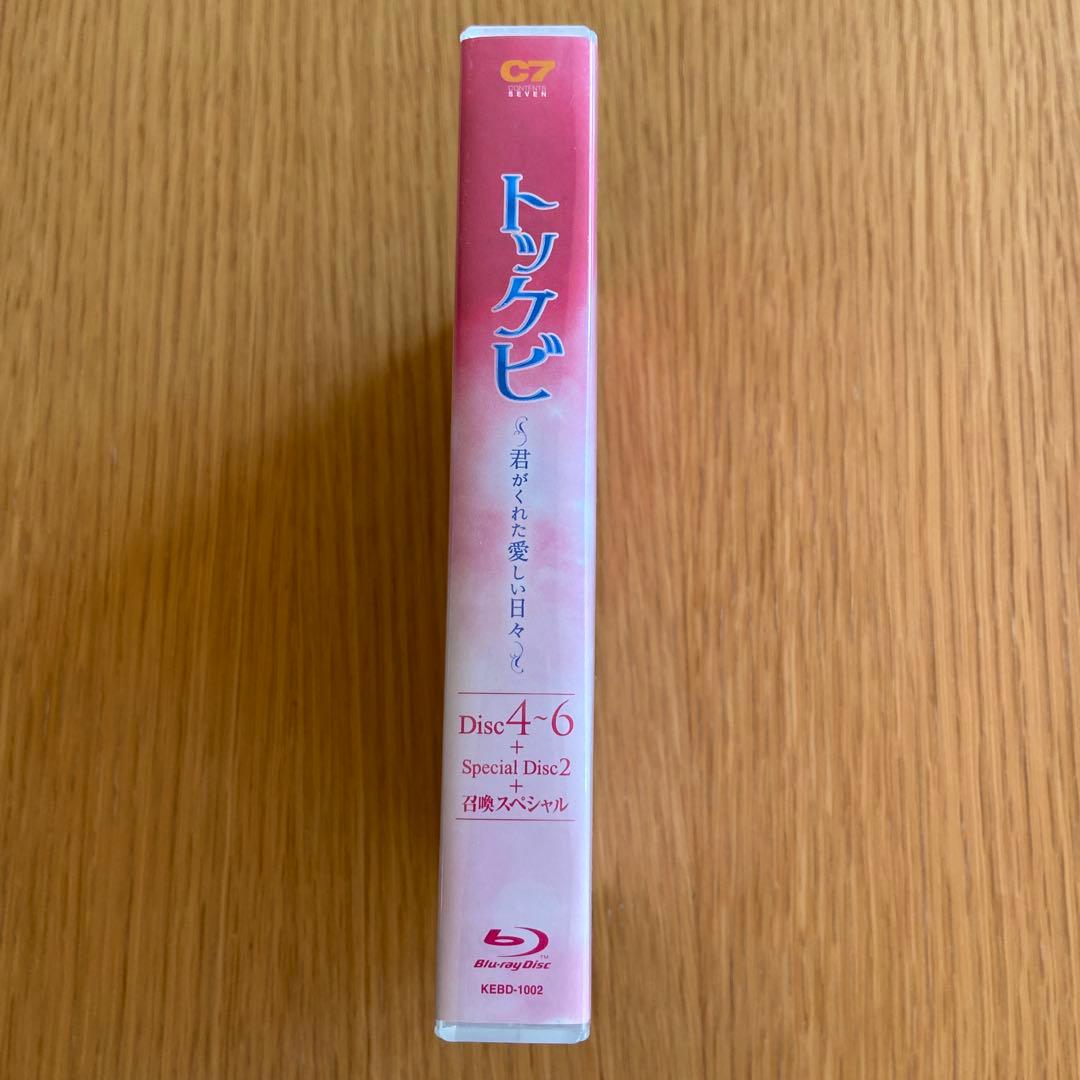 C7
CONTENTS
SEVEN
トッケビ
君がくれた愛しい日々
Disc4~6
+
Special Disc2
+
召喚スペシャル
Blu-ray Disc™
KEBD-1002